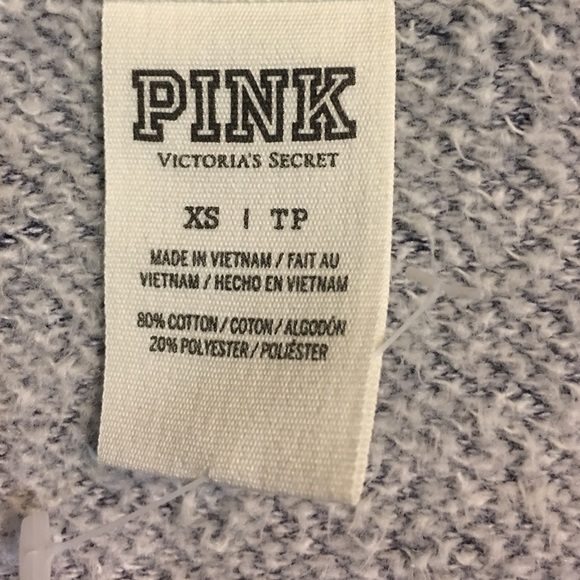 PINK
VICTORIA'S SECRET
XS | TP
MADE IN VIETNAM / FAIT AU
VIETNAM / HECHO EN VIETNAM
80% COTTON / COTON / ALGODÓN
20% POLYESTER / POLIÉSTER